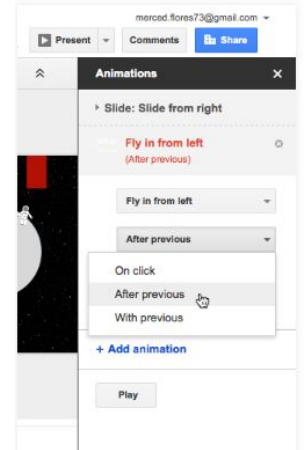 merced.flores73@gmail.com
Present Comments Share
Animations x
Slide: Slide from right
Fly in from left
(After previous)
Fly in from left
After previous
On click
After previous
With previous
+ Add animation
Play